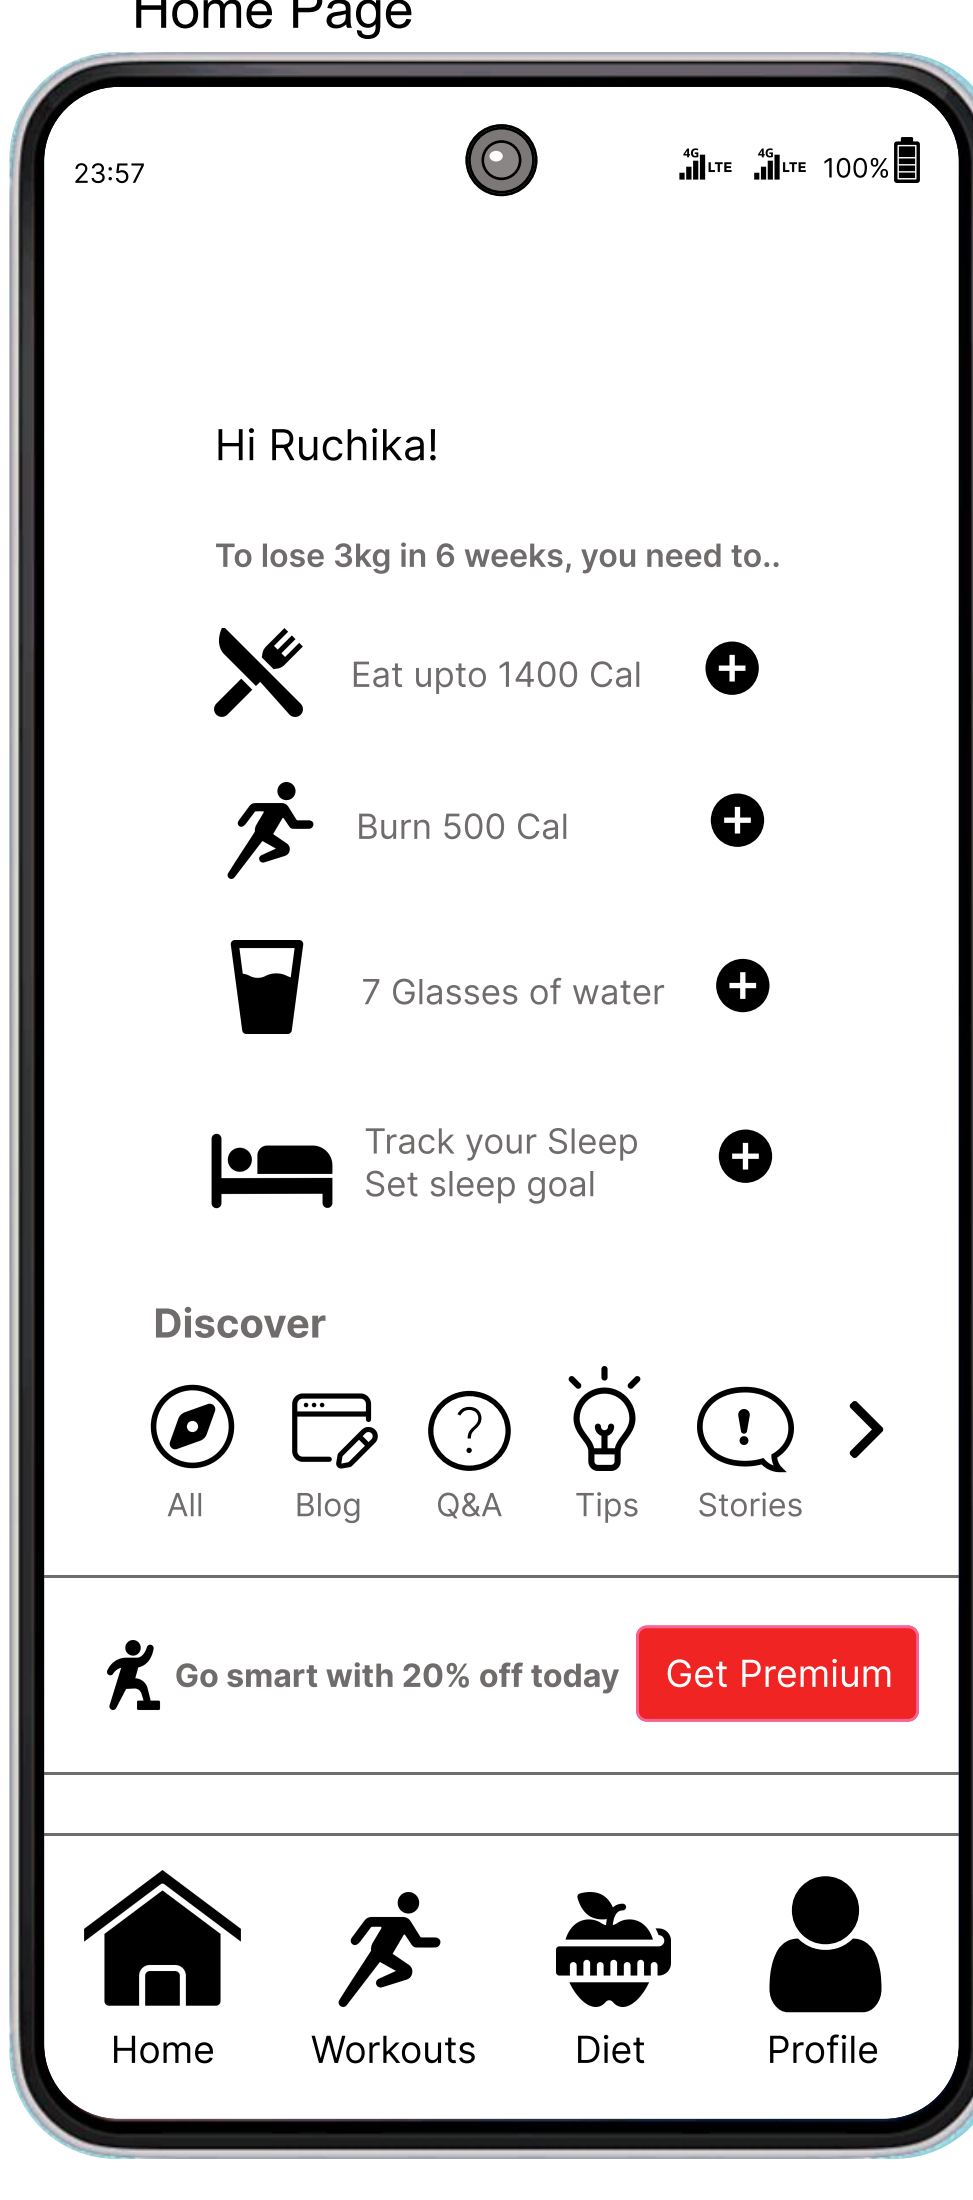 Home Page
23:57
4G LTE 4G LTE 100%
Hi Ruchika!
To lose 3kg in 6 weeks, you need to..
Eat upto 1400 Cal
Burn 500 Cal
7 Glasses of water
Track your Sleep
Set sleep goal
Discover
All Blog Q&A Tips Stories
Go smart with 20% off today Get Premium
Home Workouts Diet Profile